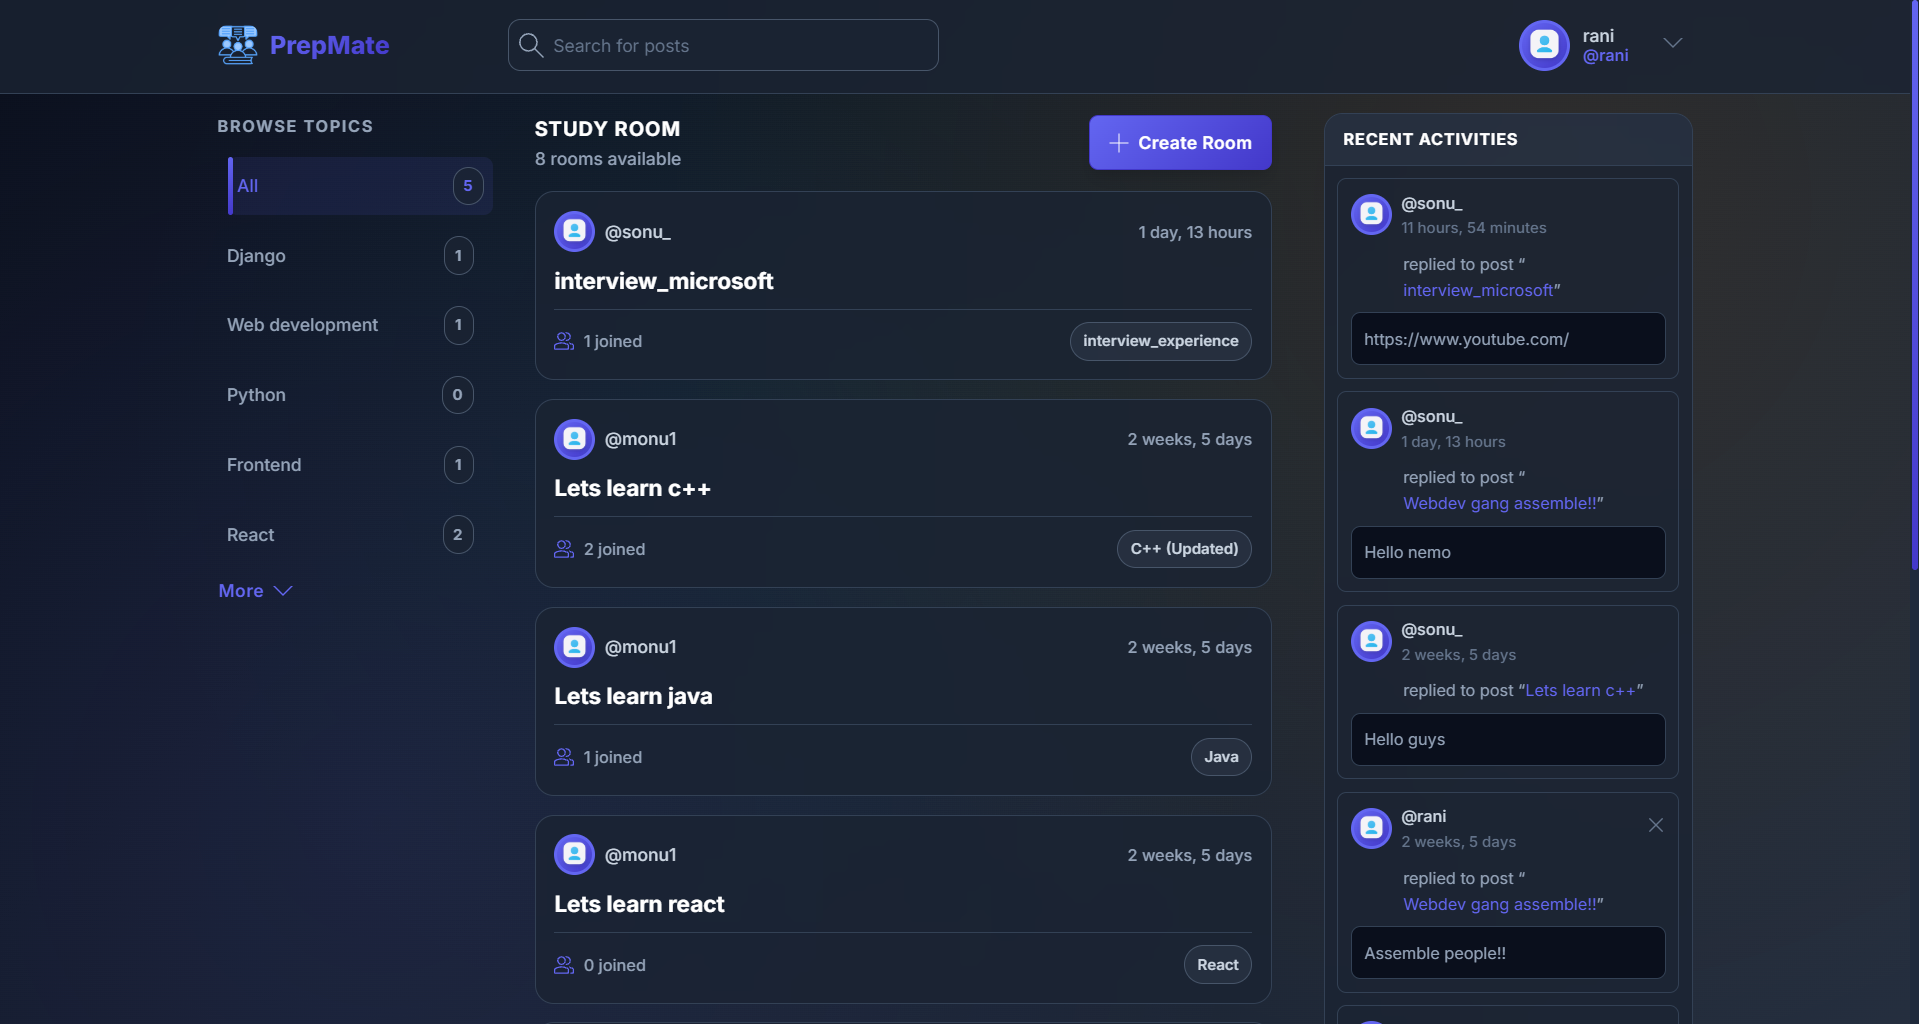 PrepMate
Search for posts
rani
@rani
BROWSE TOPICS
All
5
Django
1
Web development
1
Python
0
Frontend
1
React
2
More
STUDY ROOM
8 rooms available
Create Room
@sonu_
1 day, 13 hours
interview_microsoft
1 joined
interview_experience
@monu1
2 weeks, 5 days
Lets learn c++
2 joined
C++ (Updated)
@monu1
2 weeks, 5 days
Lets learn java
1 joined
Java
@monu1
2 weeks, 5 days
Lets learn react
0 joined
React
RECENT ACTIVITIES
@sonu_
11 hours, 54 minutes
replied to post “
interview_microsoft”
https://www.youtube.com/
@sonu_
1 day, 13 hours
replied to post “
Webdev gang assemble!!”
Hello nemo
@sonu_
2 weeks, 5 days
replied to post “Lets learn c++”
Hello guys
@rani
2 weeks, 5 days
replied to post “
Webdev gang assemble!!”
Assemble people!!